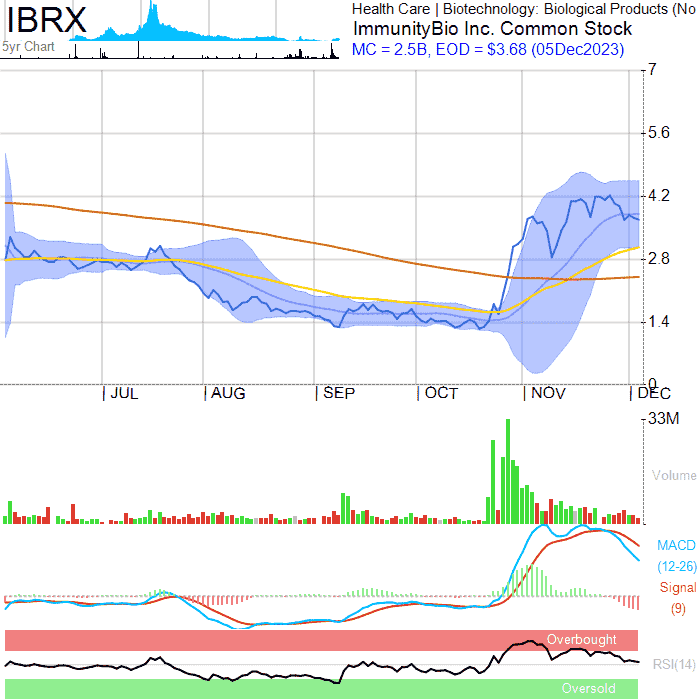 IBRX
5yr Chart
Health Care | Biotechnology: Biological Products (No
ImmunityBio Inc. Common Stock
MC = 2.5B, EOD = $3.68 (05Dec2023)
7
5.6
4.2
2.8
1.4
0
JUL
AUG
SEP
OCT
NOV
DEC
33M
Volume
MACD
(12-26)
Signal
(9)
Overbought
RSI(14)
Oversold